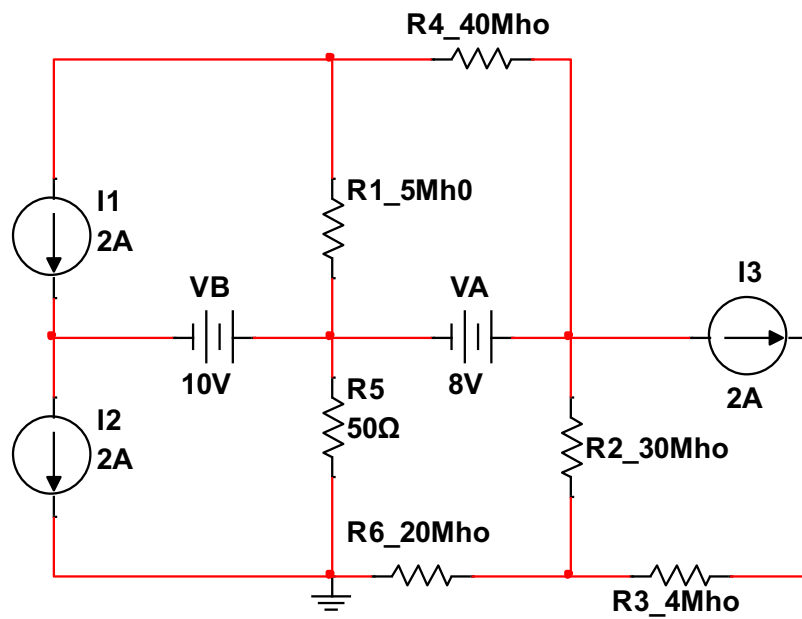 R4_40Mho
I1
2A
R1_5Mh0
I3
VB
VA
10V
8V
2A
R5
50Ω
I2
2A
R2_30Mho
R6_20Mho
R3_4Mho